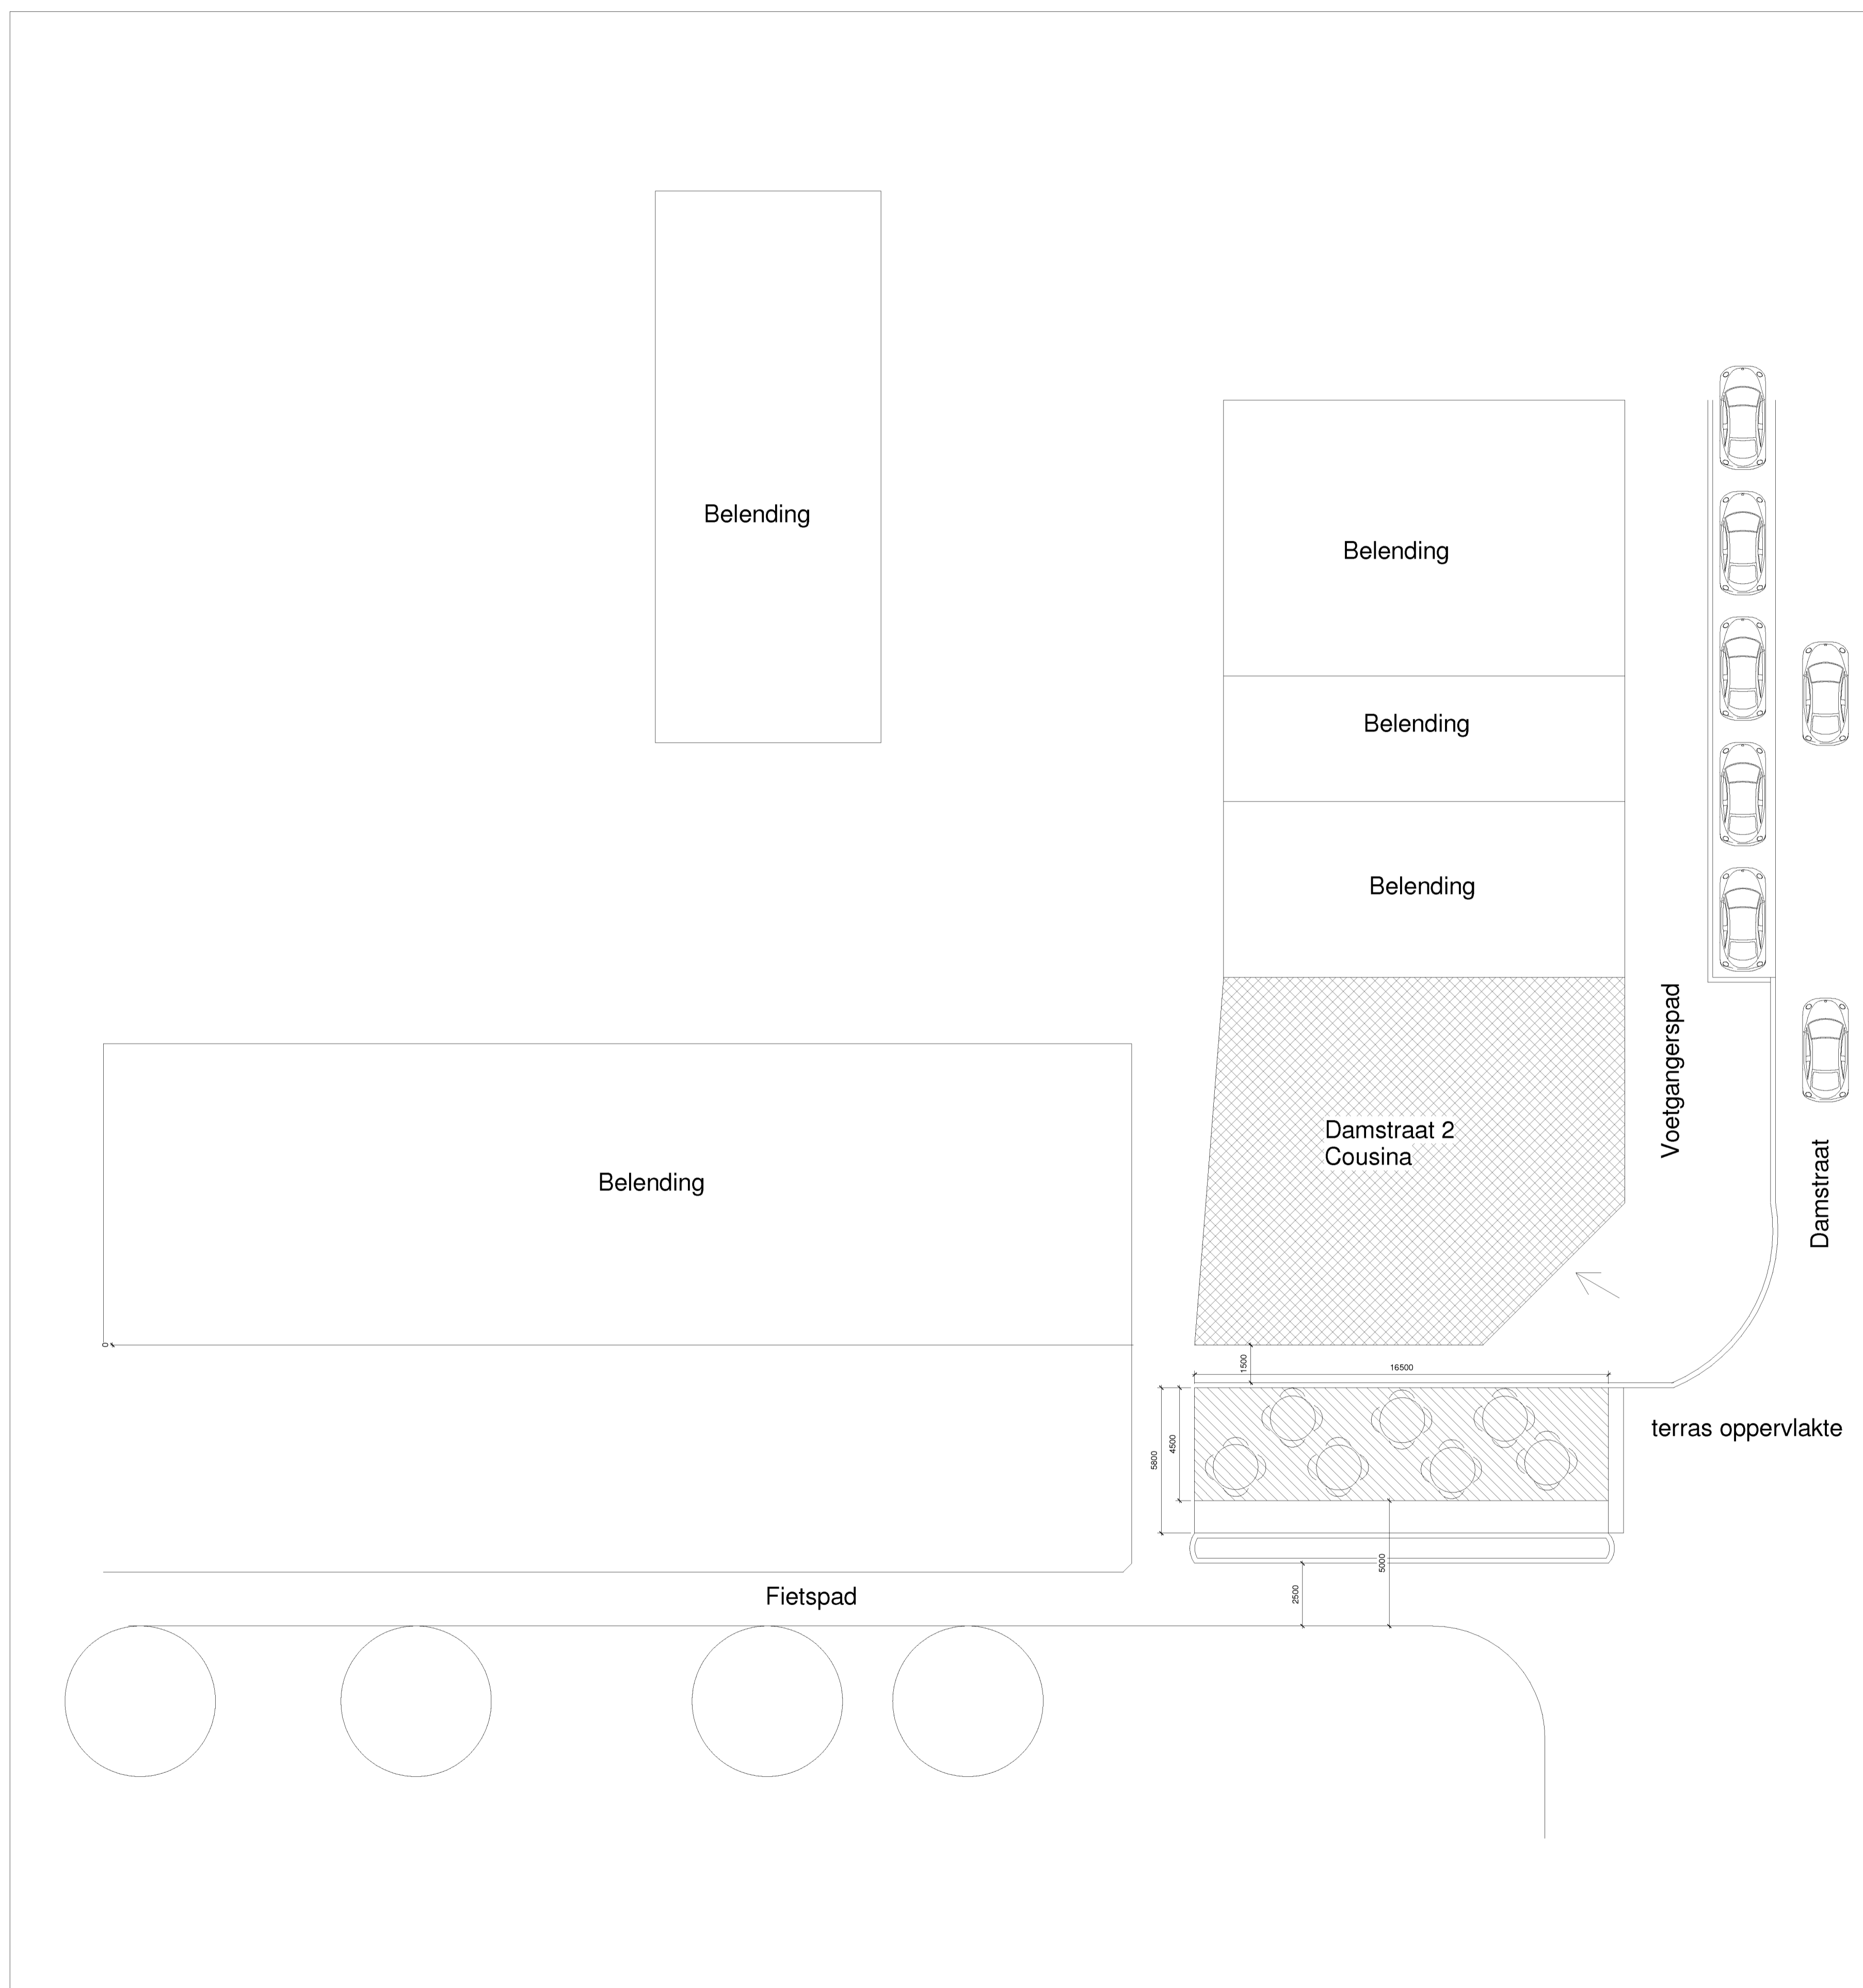 Belending
Belending
Belending
Belending
Voetgangerspad
Damstraat 2
Cousina
Damstraat
Belending
0
1500
16500
terras oppervlakte
4500
5800
5000
2500
Fietspad